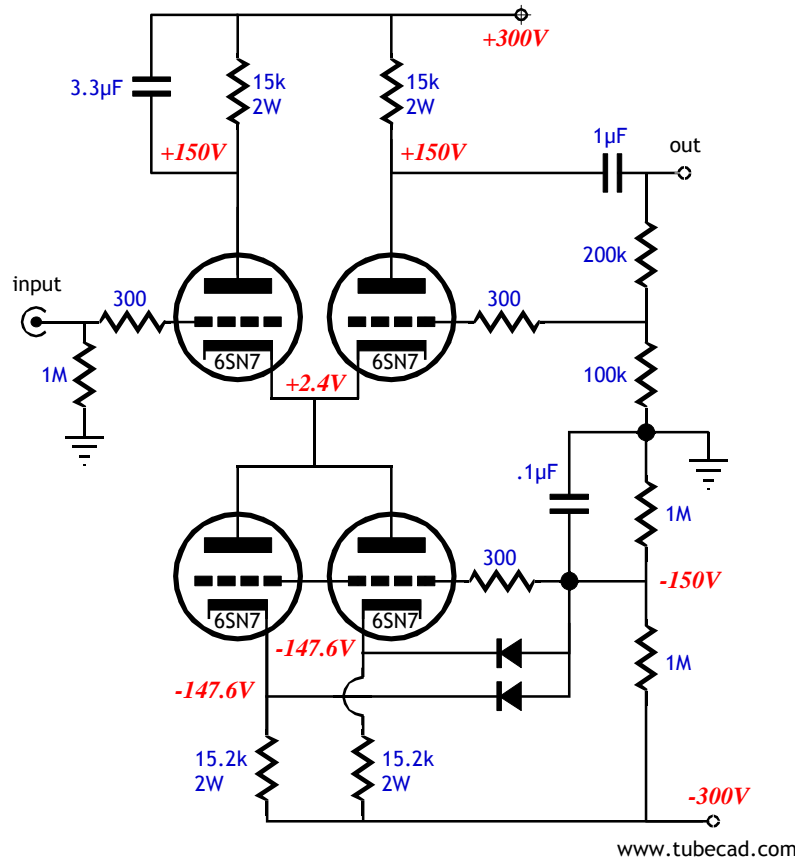 +300V
3.3µF
15k
2W
15k
2W
+150V
+150V
1µF
out
200k
input
300
300
6SN7
6SN7
1M
+2.4V
100k
.1µF
1M
300
-150V
6SN7
6SN7
-147.6V
1M
-147.6V
15.2k
2W
15.2k
2W
-300V
www.tubecad.com